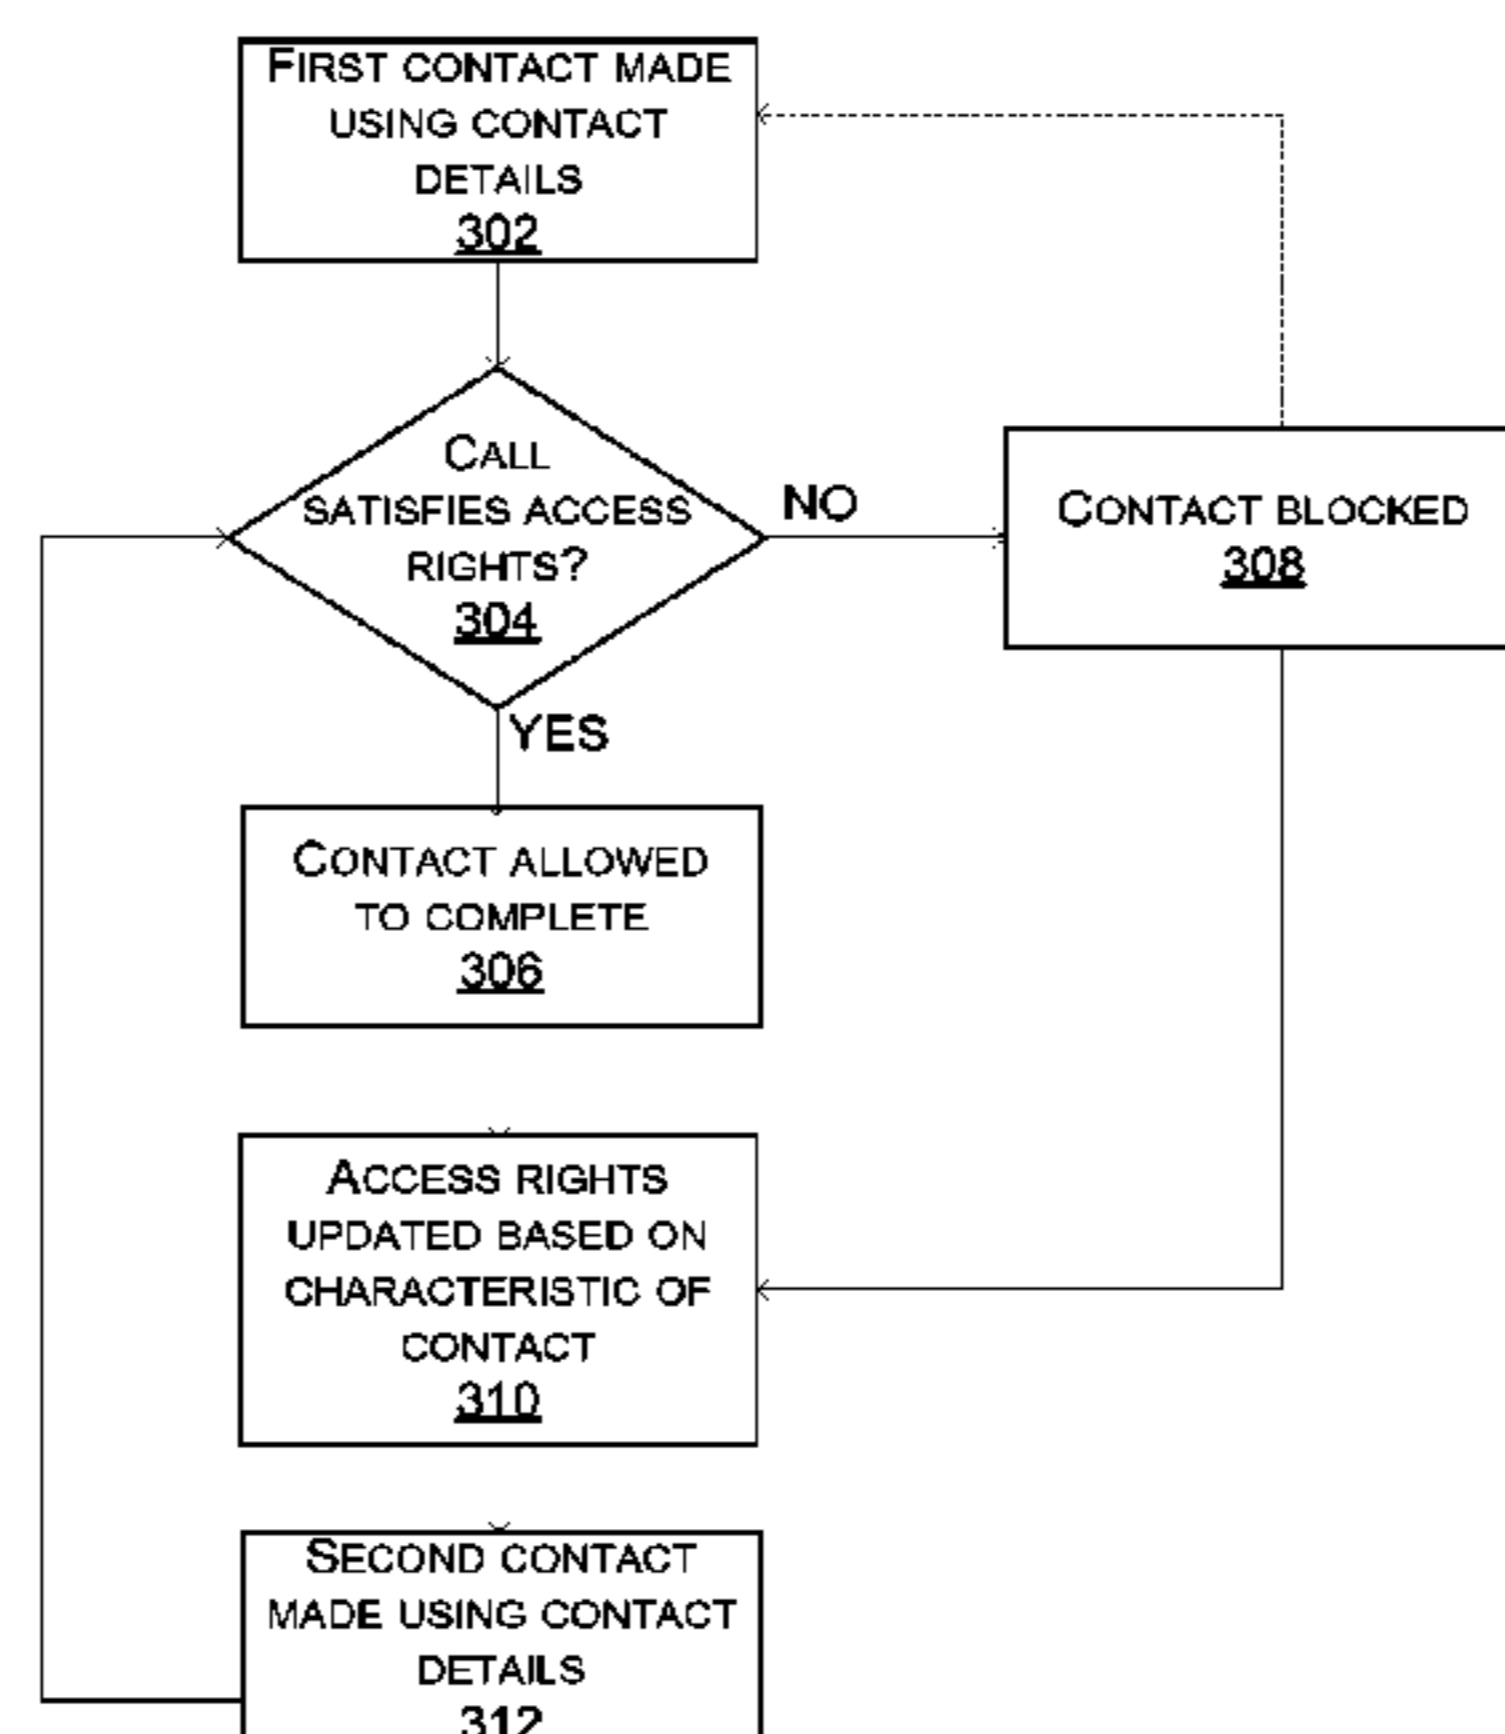 FIRST CONTACT MADE
USING CONTACT
DETAILS
302
CALL
SATISFIES ACCESS
RIGHTS?
304
NO
CONTACT BLOCKED
308
YES
CONTACT ALLOWED
TO COMPLETE
306
ACCESS RIGHTS
UPDATED BASED ON
CHARACTERISTIC OF
CONTACT
310
SECOND CONTACT
MADE USING CONTACT
DETAILS
312